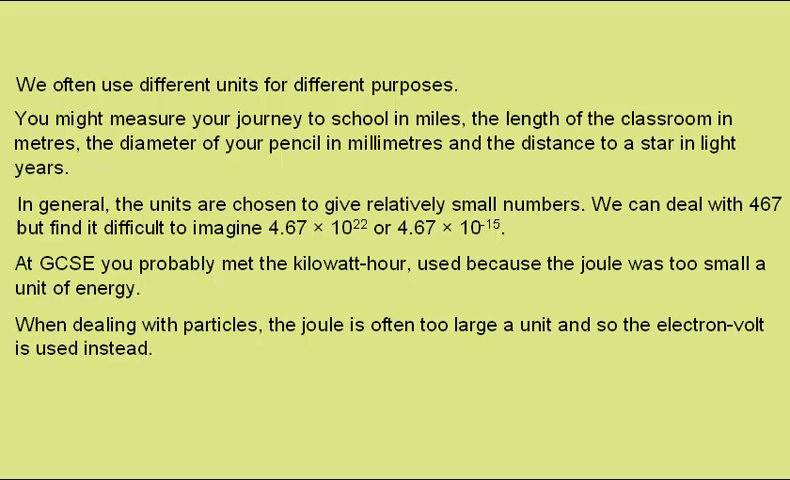 We often use different units for different purposes.
You might measure your journey to school in miles, the length of the classroom in
metres, the diameter of your pencil in millimetres and the distance to a star in light
years.
In general, the units are chosen to give relatively small numbers. We can deal with 467
but find it difficult to imagine 4.67 × 10²² or 4.67 × 10⁻¹⁵.
At GCSE you probably met the kilowatt-hour, used because the joule was too small a
unit of energy.
When dealing with particles, the joule is often too large a unit and so the electron-volt
is used instead.